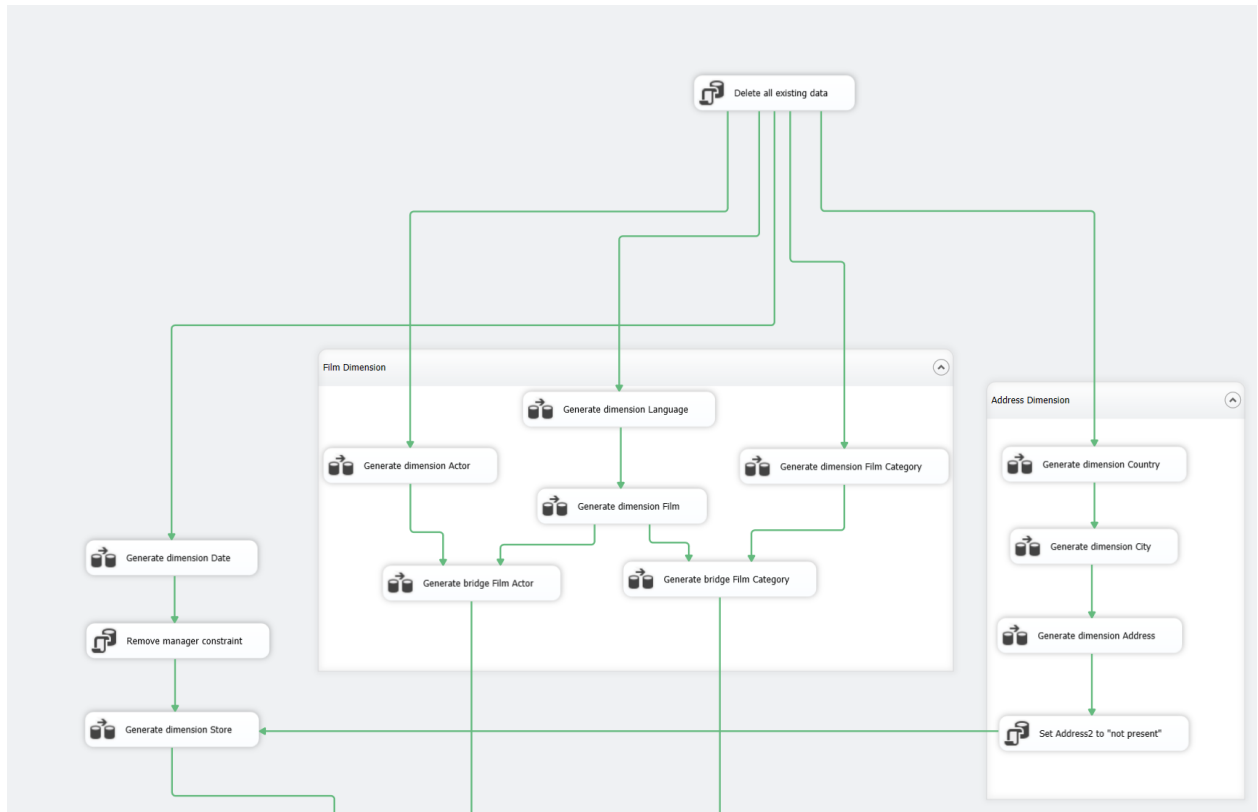 Delete all existing data
Film Dimension
Generate dimension Language
Address Dimension
Generate dimension Actor
Generate dimension Film Category
Generate dimension Country
Generate dimension Film
Generate dimension Date
Generate dimension City
Generate bridge Film Actor
Generate bridge Film Category
Remove manager constraint
Generate dimension Address
Generate dimension Store
Set Address2 to "not present"